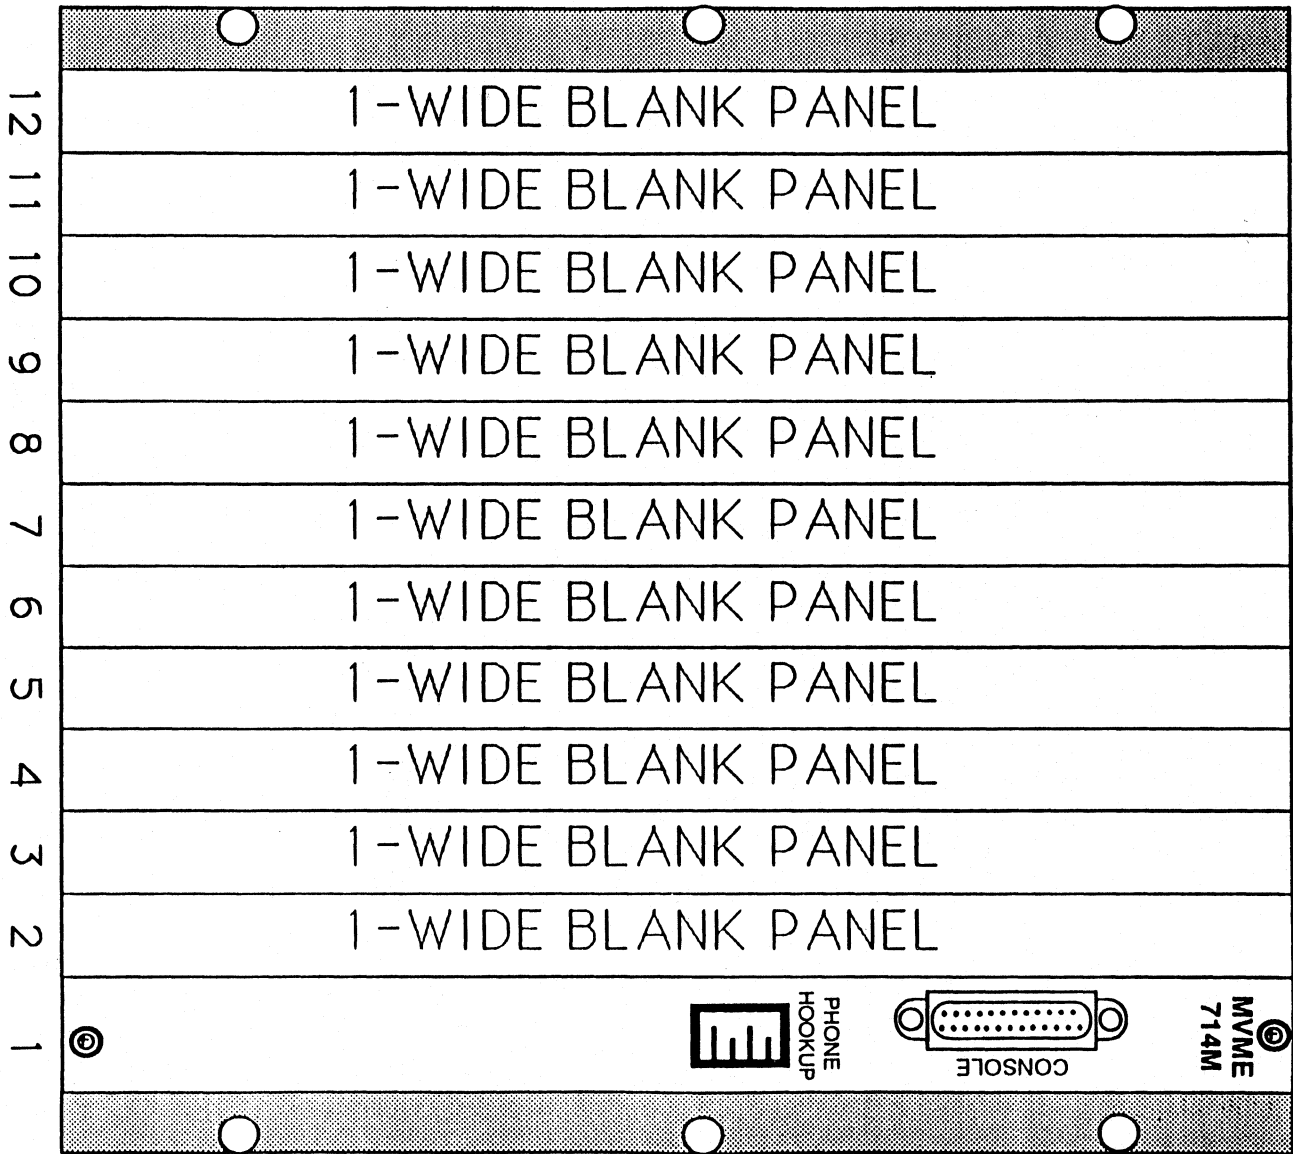 12
1-WIDE BLANK PANEL
11
1-WIDE BLANK PANEL
10
1-WIDE BLANK PANEL
9
1-WIDE BLANK PANEL
8
1-WIDE BLANK PANEL
7
1-WIDE BLANK PANEL
6
1-WIDE BLANK PANEL
5
1-WIDE BLANK PANEL
4
1-WIDE BLANK PANEL
3
1-WIDE BLANK PANEL
2
1-WIDE BLANK PANEL
1
PHONE
HOOKUP
CONSOLE
MVME
714M